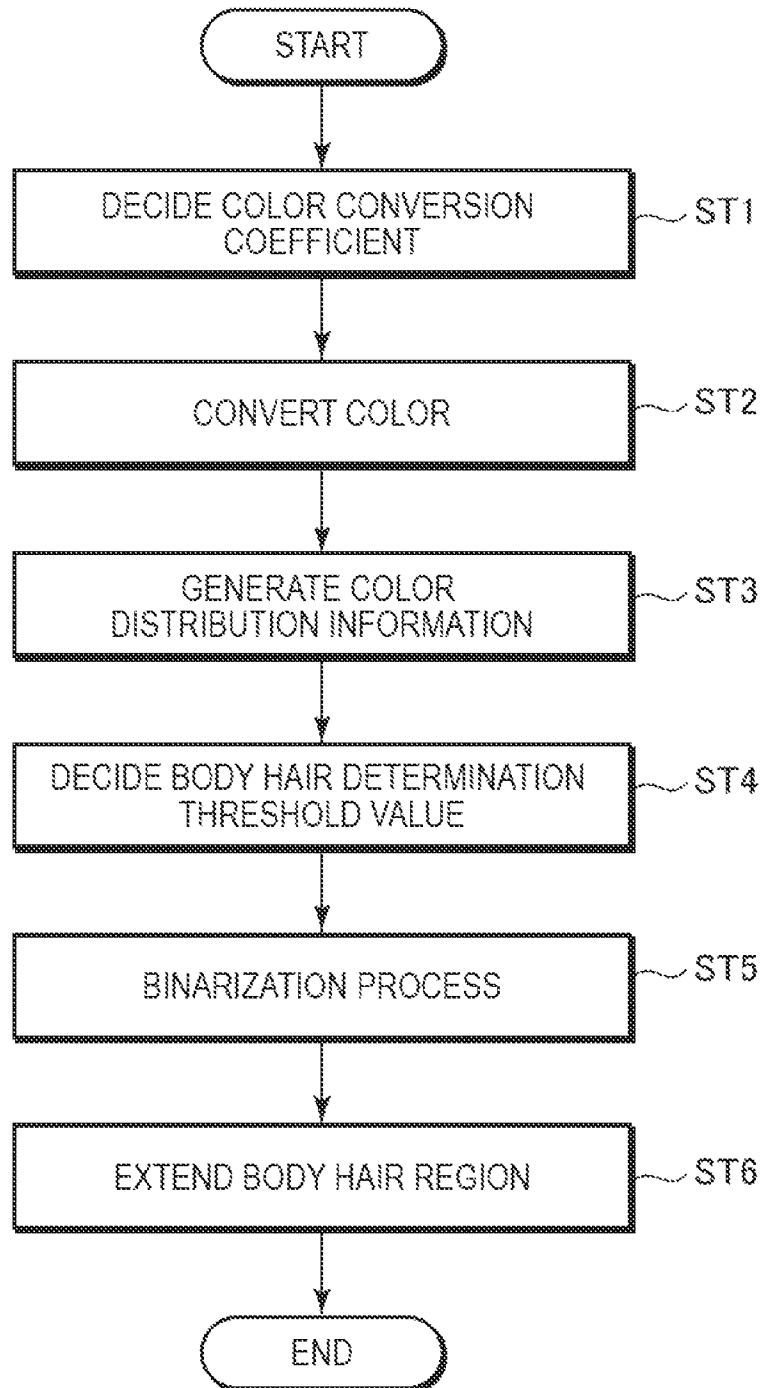 START
DECIDE COLOR CONVERSION
COEFFICIENT
ST1
CONVERT COLOR
ST2
GENERATE COLOR
DISTRIBUTION INFORMATION
ST3
DECIDE BODY HAIR DETERMINATION
THRESHOLD VALUE
ST4
BINARIZATION PROCESS
ST5
EXTEND BODY HAIR REGION
ST6
END